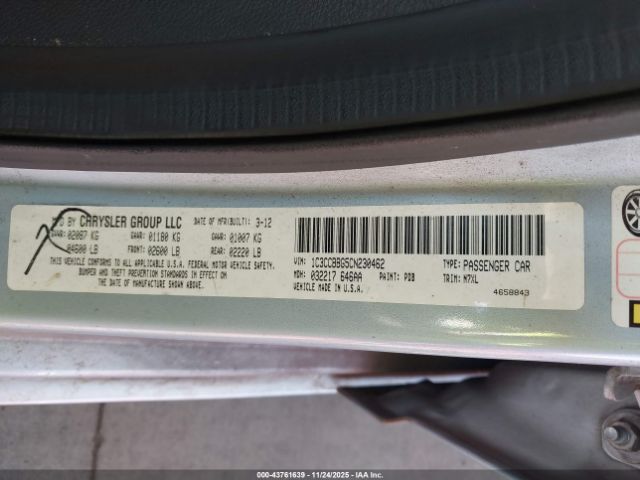 MFD BY CHRYSLER GROUP LLC DATE OF MFR(BUILT): 3-12
GVWR: 02087 KG GAWR: 01180 KG GAWR: 01007 KG
04600 LB FRONT: 02600 LB REAR: 02220 LB
THIS VEHICLE CONFORMS TO ALL APPLICABLE U.S.A. FEDERAL MOTOR VEHICLE SAFETY,
BUMPER AND THEFT PREVENTION STANDARDS IN EFFECT ON THE
DATE OF MANUFACTURE SHOWN ABOVE.
VIN: 1C3CCBBG5CN230462 TYPE: PASSENGER CAR
MDH: 032217 646AA PAINT: PDB TRIM: N7XL
VEHICLE MADE IN U.S.A. 4658843
00-43761639 - 11/24/2025 - IAA Inc.